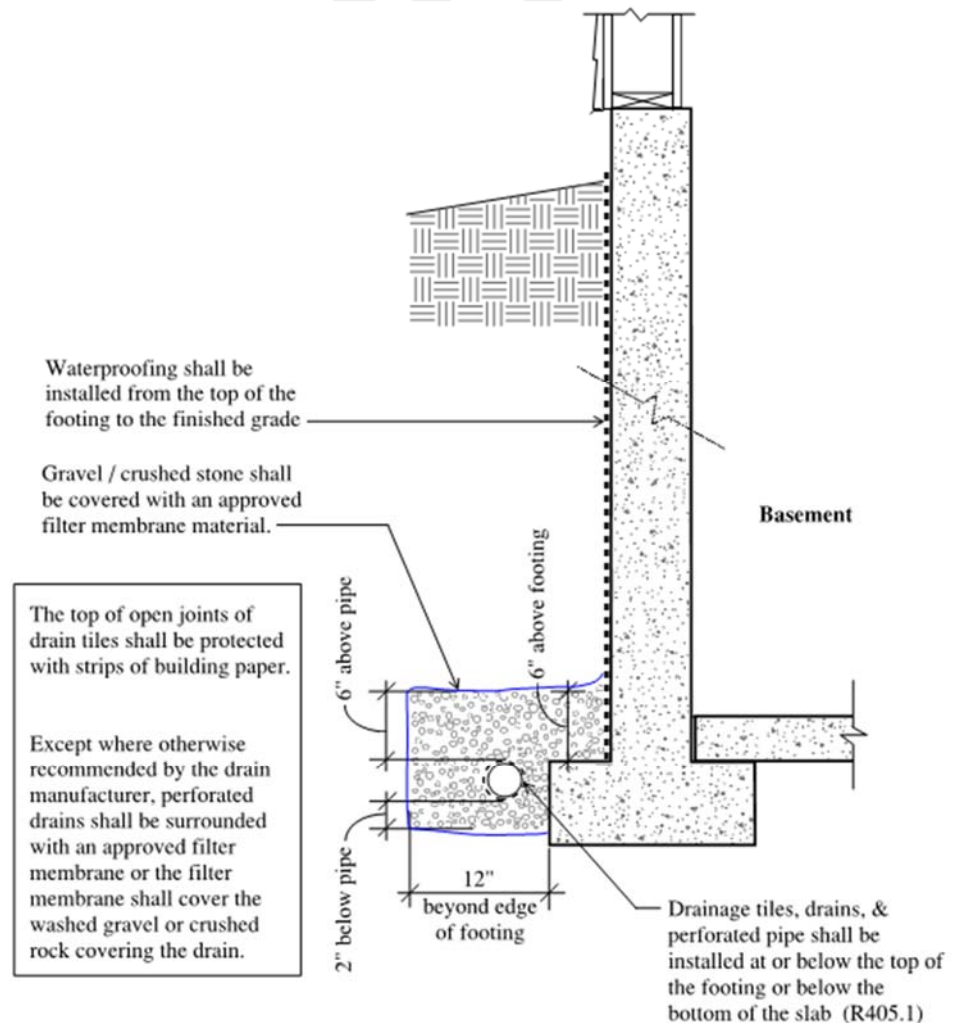 Waterproofing shall be
installed from the top of the
footing to the finished grade
Gravel / crushed stone shall
be covered with an approved
filter membrane material.
Basement
The top of open joints of
drain tiles shall be protected
with strips of building paper.
Except where otherwise
recommended by the drain
manufacturer, perforated
drains shall be surrounded
with an approved filter
membrane or the filter
membrane shall cover the
washed gravel or crushed
rock covering the drain.
6" above pipe
6" above footing
2" below pipe
12"
beyond edge
of footing
Drainage tiles, drains, &
perforated pipe shall be
installed at or below the top of
the footing or below the
bottom of the slab (R405.1)